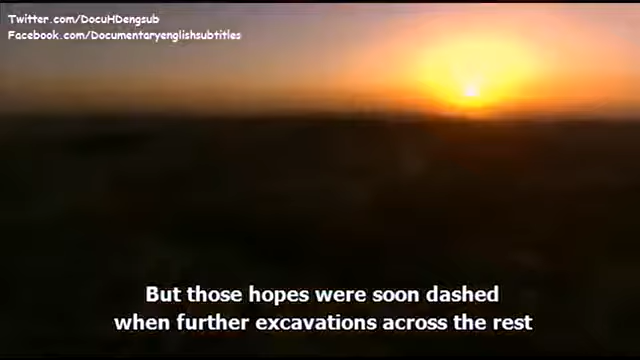 Twitter.com/DocuHDengsub
Facebook.com/Documentaryenglishsubtitles
But those hopes were soon dashed
when further excavations across the rest